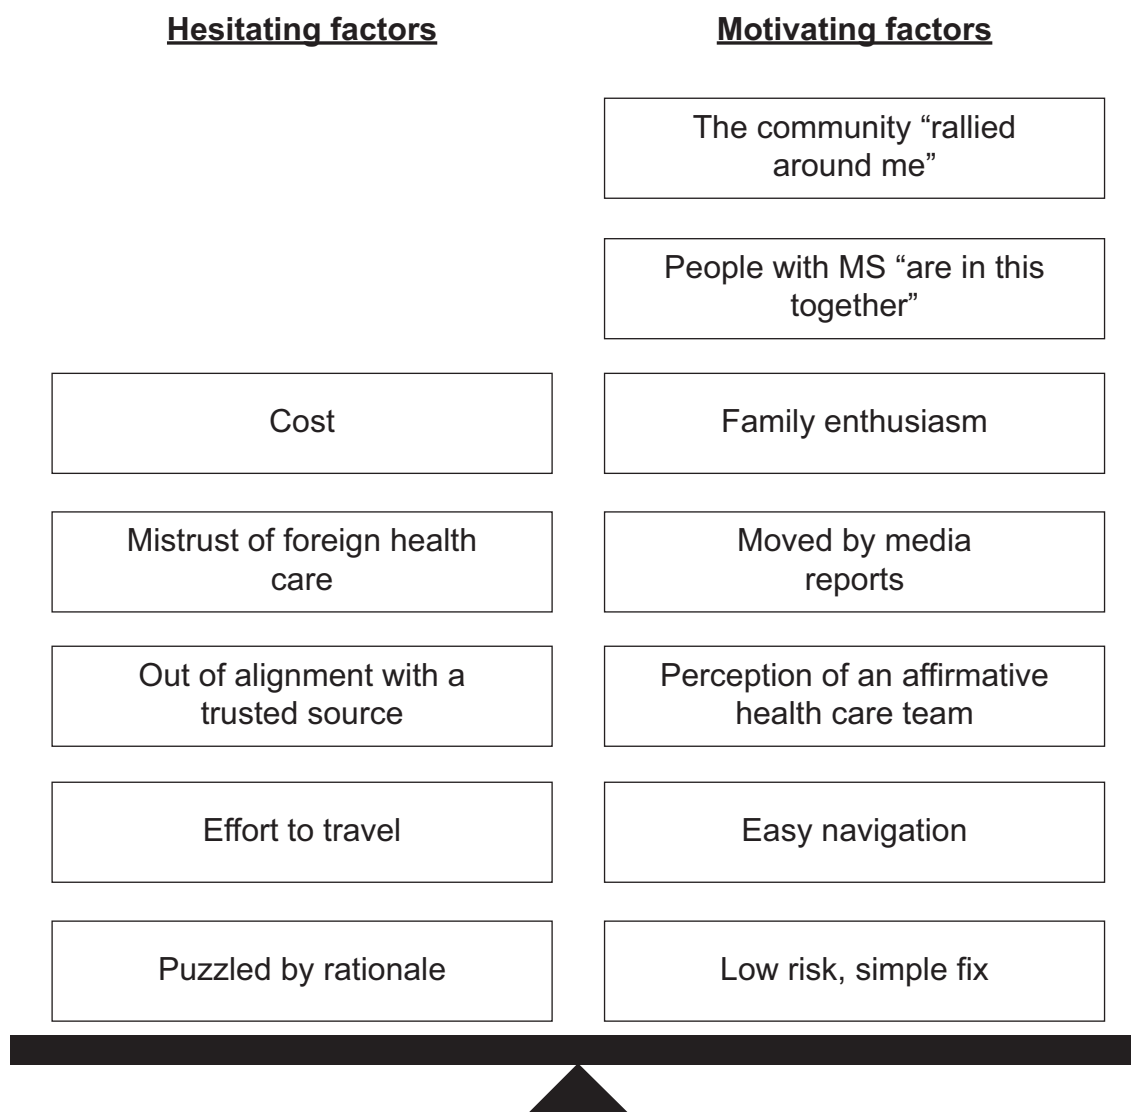 Hesitating factors
Motivating factors
The community “rallied
around me”
People with MS “are in this
together”
Cost
Family enthusiasm
Mistrust of foreign health
care
Moved by media
reports
Out of alignment with a
trusted source
Perception of an affirmative
health care team
Effort to travel
Easy navigation
Puzzled by rationale
Low risk, simple fix